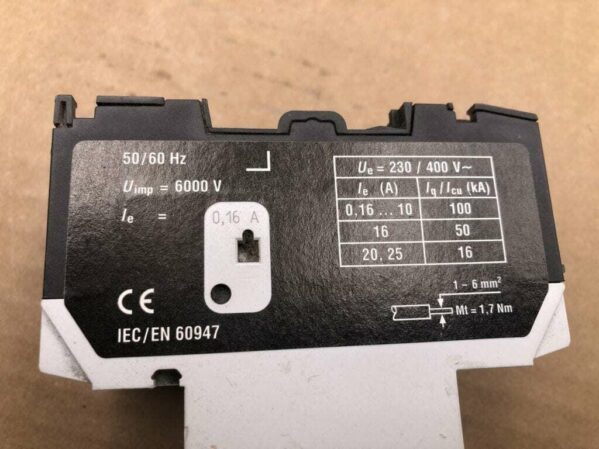 50/60 Hz
Uimp = 6000 V
Ie = 0,16 A
CE
IEC/EN 60947
Ue = 230 / 400 V~
Ie (A) Iq / Icu (kA)
0,16 ... 10 100
16 50
20, 25 16
1 - 6 mm²
Mt = 1,7 Nm